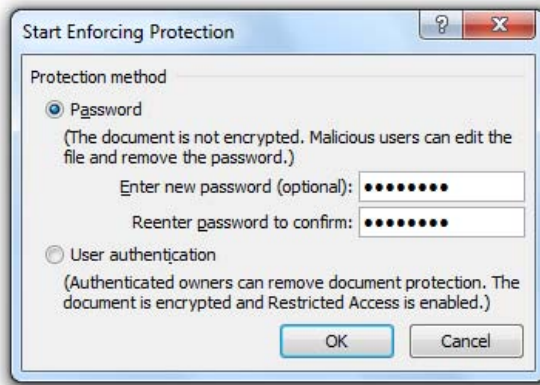 Start Enforcing Protection
Protection method
Password
(The document is not encrypted. Malicious users can edit the
file and remove the password.)
Enter new password (optional): ●●●●●●●●
Reenter password to confirm: ●●●●●●●●
User authentication
(Authenticated owners can remove document protection. The
document is encrypted and Restricted Access is enabled.)
OK Cancel